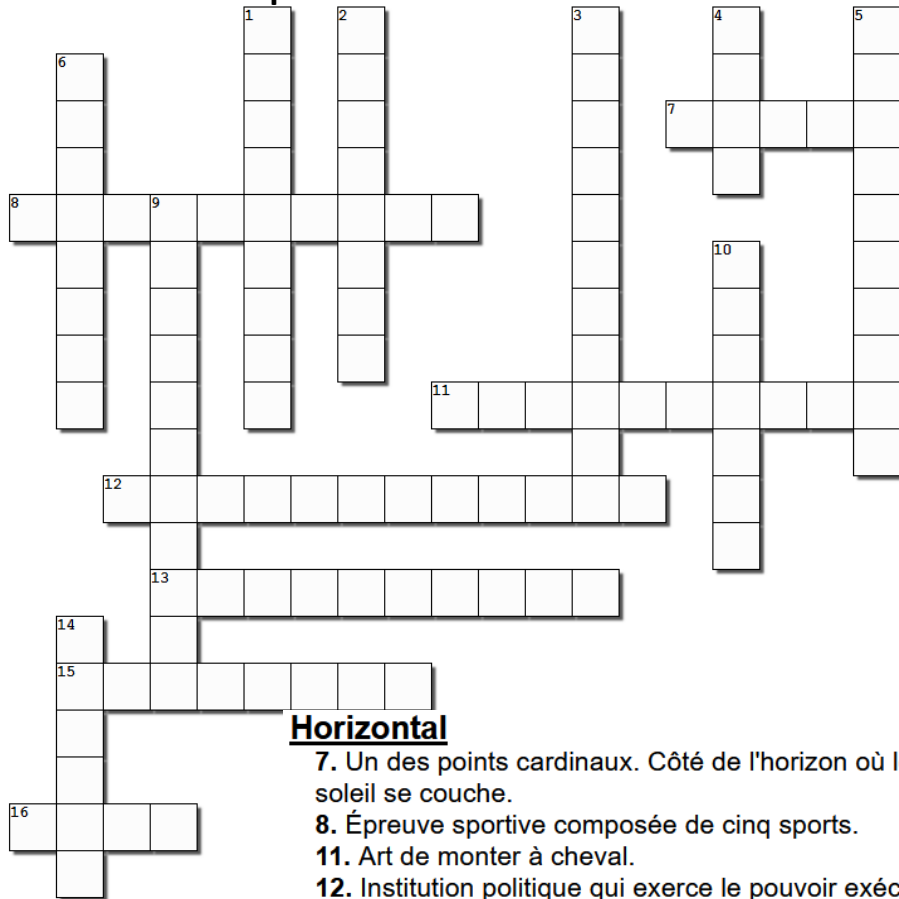 1 2 3 4 5
6
7
8 9
10
11
12
13
14
15
16
Horizontal
7. Un des points cardinaux. Côté de l'horizon où l
soleil se couche.
8. Épreuve sportive composée de cinq sports.
11. Art de monter à cheval.
12. Institution politique qui exerce le pouvoir exéc